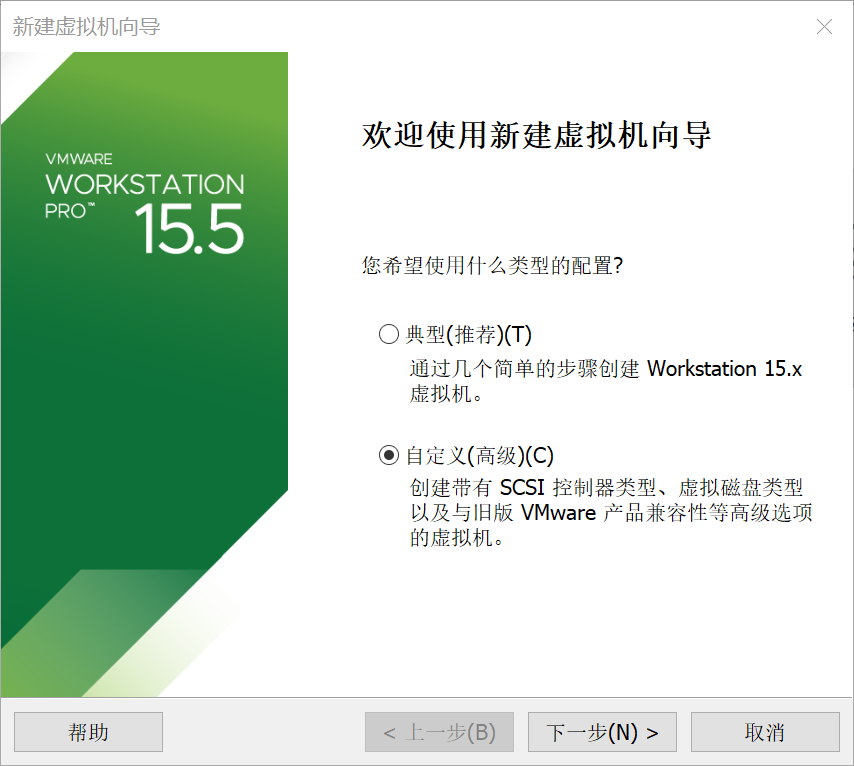 新建虚拟机向导
VMWARE
WORKSTATION
PRO™
15.5
欢迎使用新建虚拟机向导
您希望使用什么类型的配置?
典型(推荐)(T)
通过几个简单的步骤创建 Workstation 15.x
虚拟机。
自定义(高级)(C)
创建带有 SCSI 控制器类型、虚拟磁盘类型
以及与旧版 VMware 产品兼容性等高级选项
的虚拟机。
帮助
< 上一步(B)
下一步(N) >
取消